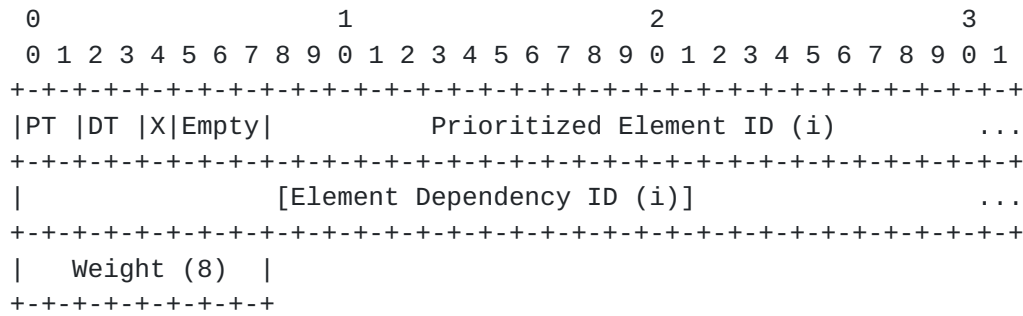 0                   1                   2                   3
 0 1 2 3 4 5 6 7 8 9 0 1 2 3 4 5 6 7 8 9 0 1 2 3 4 5 6 7 8 9 0 1
+-+-+-+-+-+-+-+-+-+-+-+-+-+-+-+-+-+-+-+-+-+-+-+-+-+-+-+-+-+-+-+-+
|PT |DT |X|Empty|          Prioritized Element ID (i)         ...
+-+-+-+-+-+-+-+-+-+-+-+-+-+-+-+-+-+-+-+-+-+-+-+-+-+-+-+-+-+-+-+-+
|                [Element Dependency ID (i)]                  ...
+-+-+-+-+-+-+-+-+-+-+-+-+-+-+-+-+-+-+-+-+-+-+-+-+-+-+-+-+-+-+-+-+
|   Weight (8)  |
+-+-+-+-+-+-+-+-+